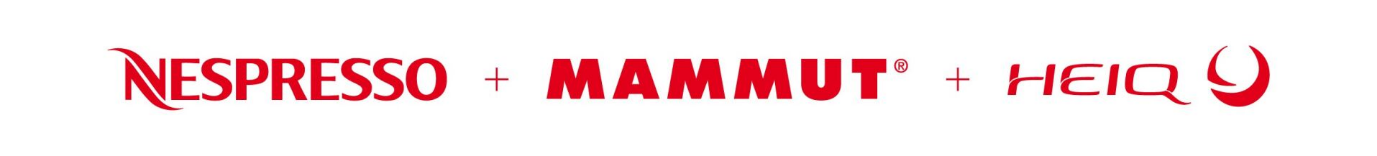 NESPRESSO + MAMMUT® + HEIQ